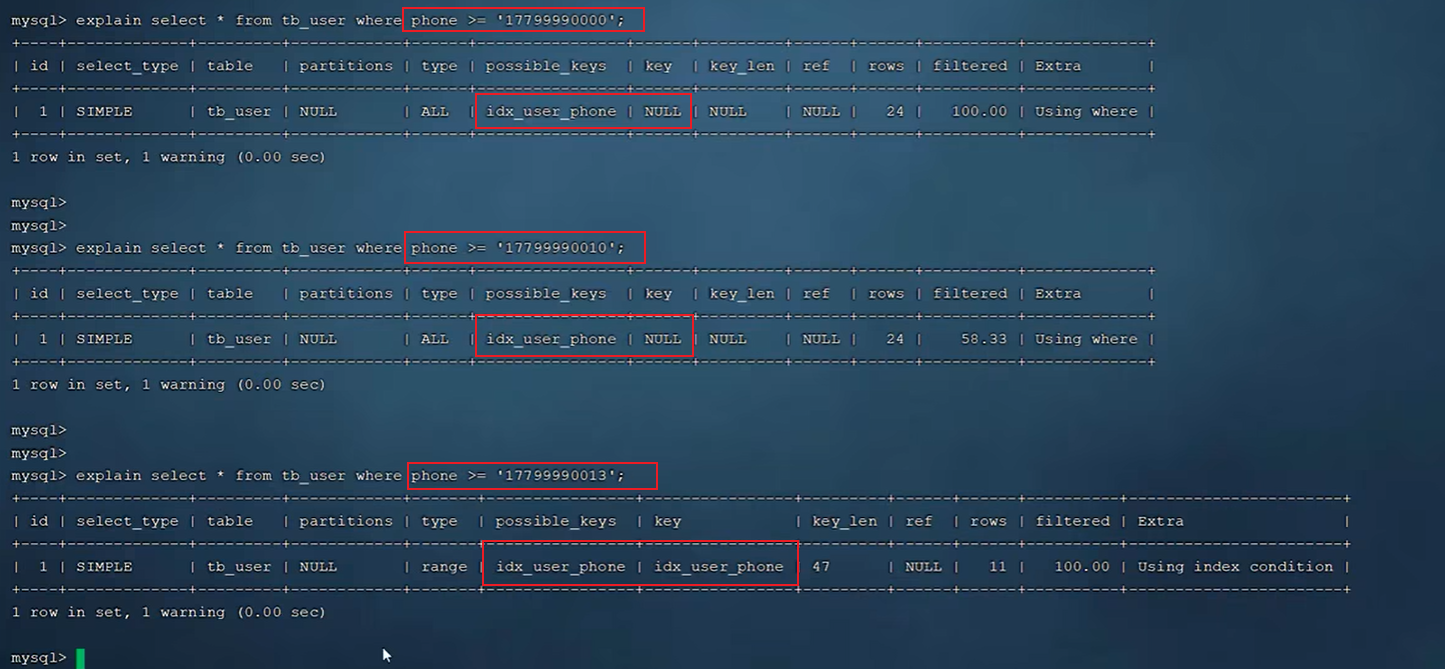 mysql> explain select * from tb_user where phone >= '17799990000';
+----+-------------+---------+------------+------+----------------+------+---------+------+------+----------+-------------+
| id | select_type | table | partitions | type | possible_keys | key | key_len | ref | rows | filtered | Extra |
+----+-------------+---------+------------+------+----------------+------+---------+------+------+----------+-------------+
| 1 | SIMPLE | tb_user | NULL | ALL | idx_user_phone | NULL | NULL | NULL | 24 | 100.00 | Using where |
+----+-------------+---------+------------+------+----------------+------+---------+------+------+----------+-------------+
1 row in set, 1 warning (0.00 sec)
mysql>
mysql>
mysql> explain select * from tb_user where phone >= '17799990010';
+----+-------------+---------+------------+------+----------------+------+---------+------+------+----------+-------------+
| id | select_type | table | partitions | type | possible_keys | key | key_len | ref | rows | filtered | Extra |
+----+-------------+---------+------------+------+----------------+------+---------+------+------+----------+-------------+
| 1 | SIMPLE | tb_user | NULL | ALL | idx_user_phone | NULL | NULL | NULL | 24 | 58.33 | Using where |
+----+-------------+---------+------------+------+----------------+------+---------+------+------+----------+-------------+
1 row in set, 1 warning (0.00 sec)
mysql>
mysql>
mysql> explain select * from tb_user where phone >= '17799990013';
+----+-------------+---------+------------+-------+----------------+----------------+---------+------+------+----------+-----------------------+
| id | select_type | table | partitions | type | possible_keys | key | key_len | ref | rows | filtered | Extra |
+----+-------------+---------+------------+-------+----------------+----------------+---------+------+------+----------+-----------------------+
| 1 | SIMPLE | tb_user | NULL | range | idx_user_phone | idx_user_phone | 47 | NULL | 11 | 100.00 | Using index condition |
+----+-------------+---------+------------+-------+----------------+----------------+---------+------+------+----------+-----------------------+
1 row in set, 1 warning (0.00 sec)
mysql>